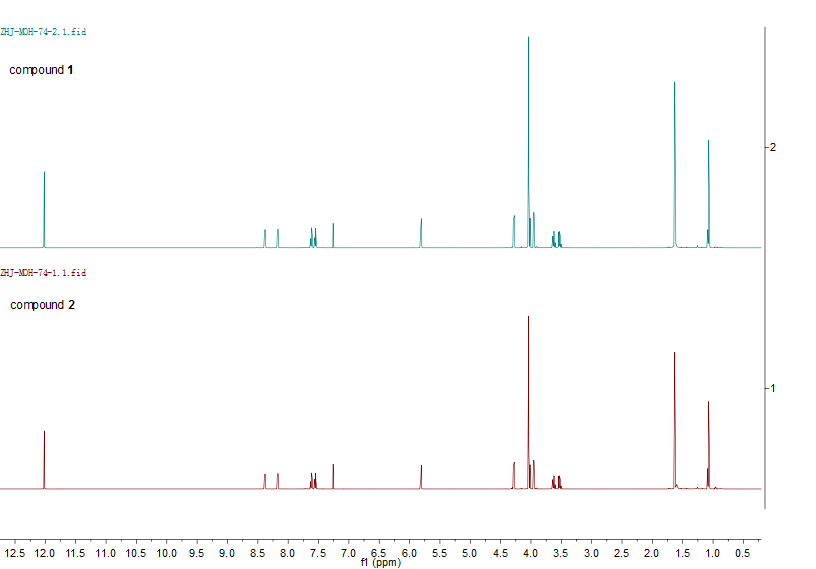 ZHJ-MOH-74-2.1.fid
compound 1
2
ZHJ-MOH-74-1.1.fid
compound 2
1
12.5 12.0 11.5 11.0 10.5 10.0 9.5 9.0 8.5 8.0 7.5 7.0 6.5 6.0 5.5 5.0 4.5 4.0 3.5 3.0 2.5 2.0 1.5 1.0 0.5
f1 (ppm)